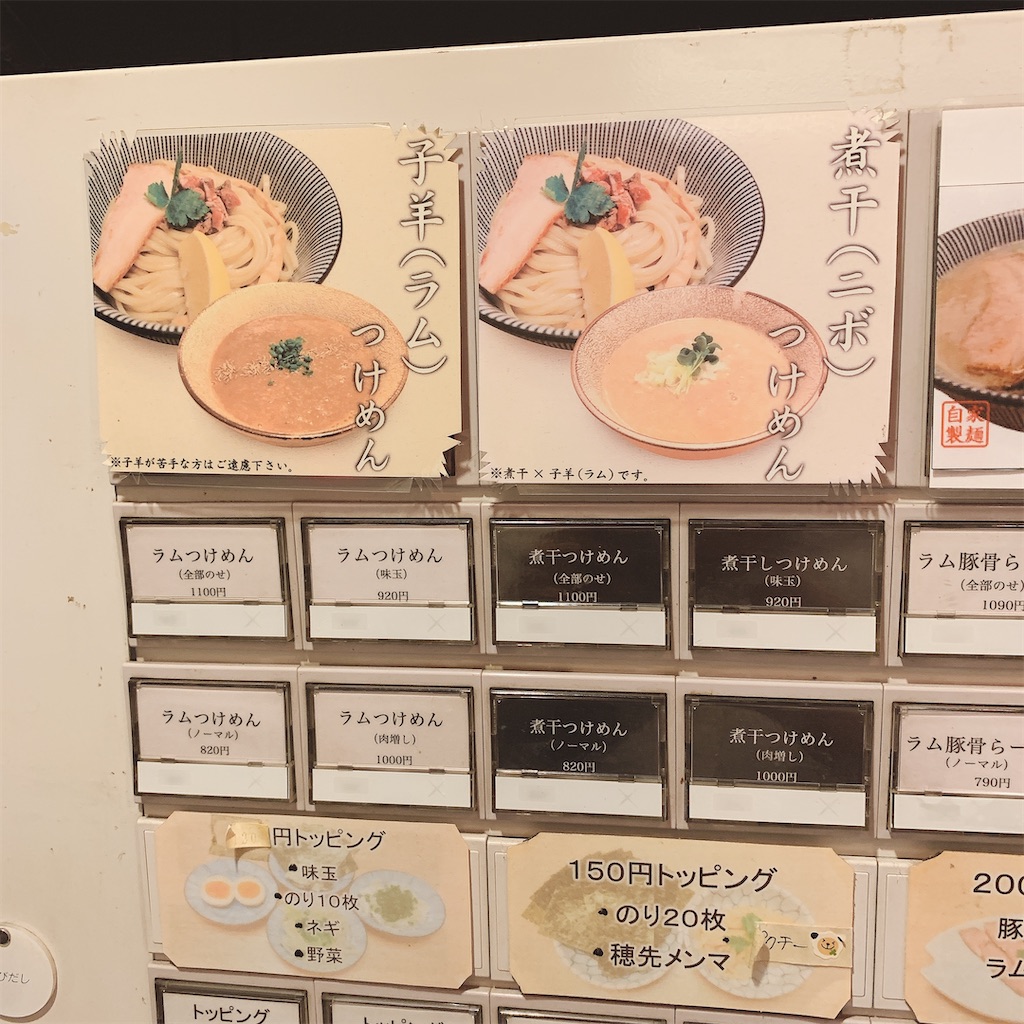 子羊(ラム)
つけめん
※子羊が苦手な方はご遠慮下さい。
煮干(ニボ)
つけめん
※煮干 × 子羊(ラム)です。
自家
製麺
ラムつけめん
(全部のせ)
1100円
ラムつけめん
(味玉)
920円
煮干つけめん
(全部のせ)
1100円
煮干しつけめん
(味玉)
920円
ラム豚骨ら
(全部のせ)
1090円
ラムつけめん
(ノーマル)
820円
ラムつけめん
(肉増し)
1000円
煮干つけめん
(ノーマル)
820円
煮干つけめん
(肉増し)
1000円
ラム豚骨らー
(ノーマル)
790円
円トッピング
・味玉
・のり10枚
・ネギ
・野菜
150円トッピング
・のり20枚
・穂先メンマ
クチー
200
豚
ラム
びだし
トッピング